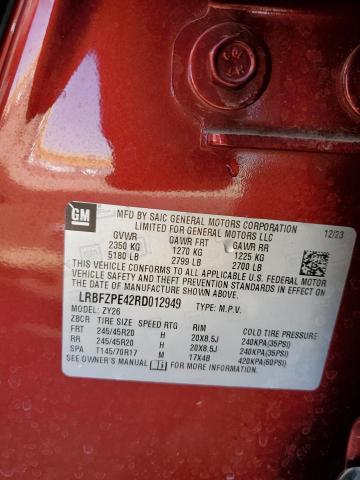 GM
MFD BY SAIC GENERAL MOTORS CORPORATION
LIMITED FOR GENERAL MOTORS LLC
12/23
GVWR GAWR FRT GAWR RR
2350 KG 1270 KG 1225 KG
5180 LB 2799 LB 2700 LB
THIS VEHICLE CONFORMS TO ALL APPLICABLE U.S. FEDERAL MOTOR
VEHICLE SAFETY AND THEFT PREVENTION STANDARDS IN EFFECT ON
THE DATE OF MANUFACTURE SHOWN ABOVE.
LRBFZPE42RD012949 TYPE: M.P.V.
MODEL: ZY26
ZBCR TIRE SIZE SPEED RTG RIM COLD TIRE PRESSURE
FRT 245/45R20 H 20X8.5J 240KPA(35PSI)
RR 245/45R20 H 20X8.5J 240KPA(35PSI)
SPA T145/70R17 M 17X4B 420KPA(60PSI)
SEE OWNER MANUAL FOR MORE INFORMATION.